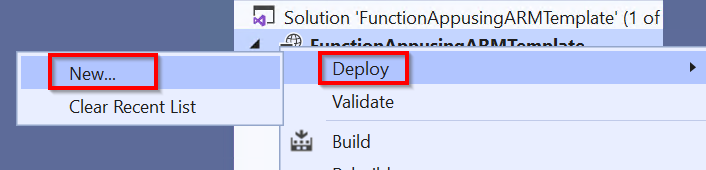 Solution 'FunctionAppusingARMTemplate' (1 of
FunctionAppusingARMTemplate
New...
Deploy
Clear Recent List
Validate
Build